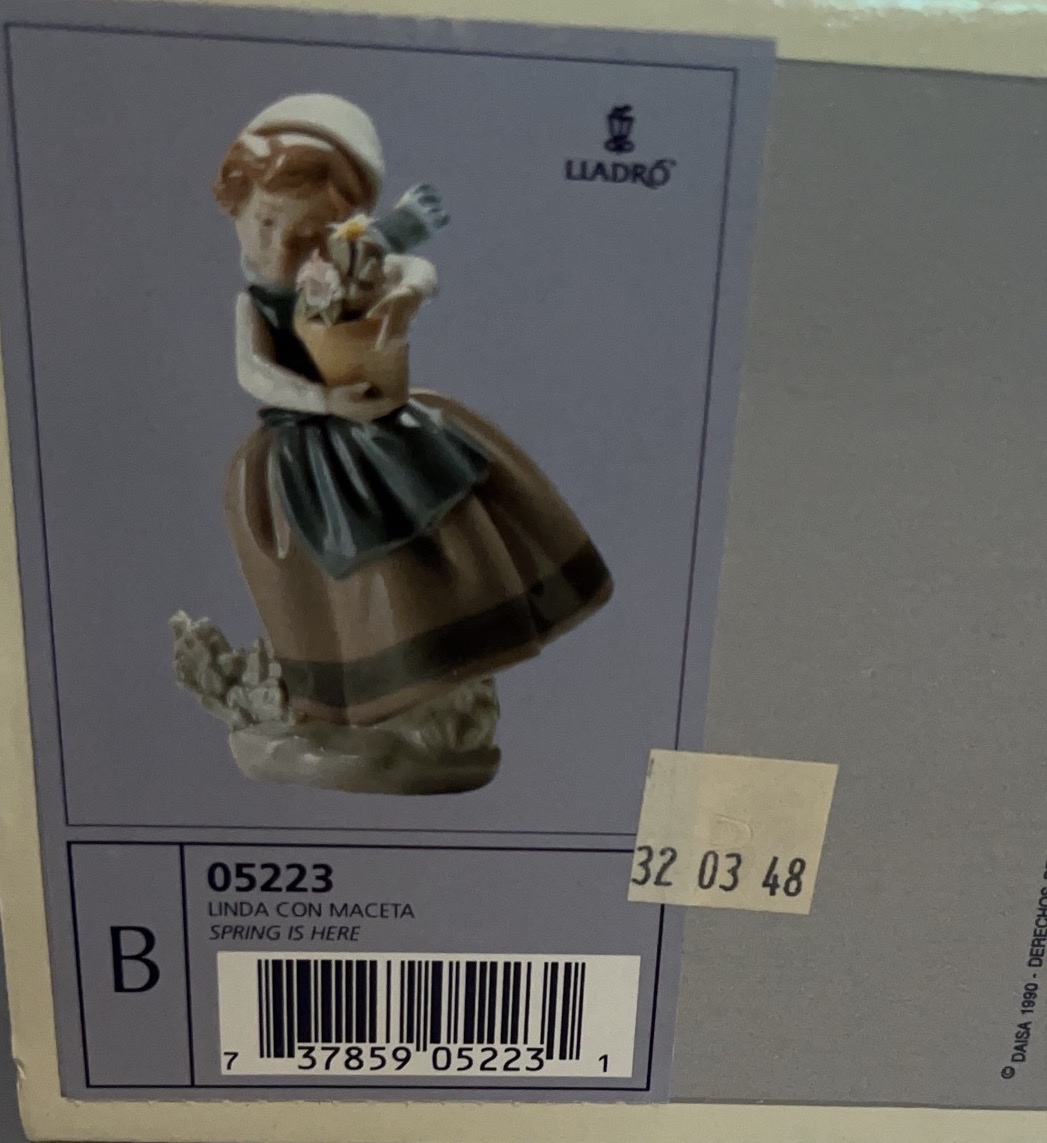 LLADRÓ
32 03 48
B
05223
LINDA CON MACETA
SPRING IS HERE
7 37859 05223 1
© DAISA 1990 - DERECHOS